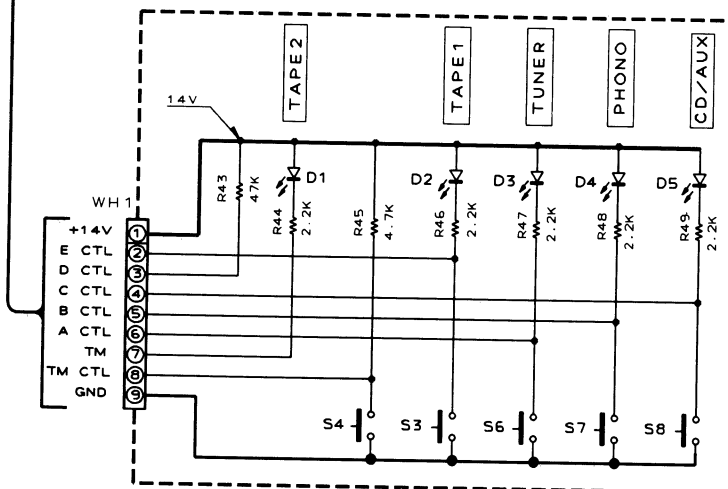 TAPE2
TAPE1
TUNER
PHONO
CD/AUX
14V
D1
D2
D3
D4
D5
R43
47K
R44
2.2K
R45
4.7K
R46
2.2K
R47
2.2K
R48
2.2K
R49
2.2K
WH1
+14V 1
E CTL 2
D CTL 3
C CTL 4
B CTL 5
A CTL 6
TM 7
TM CTL 8
GND 9
S4
S3
S6
S7
S8